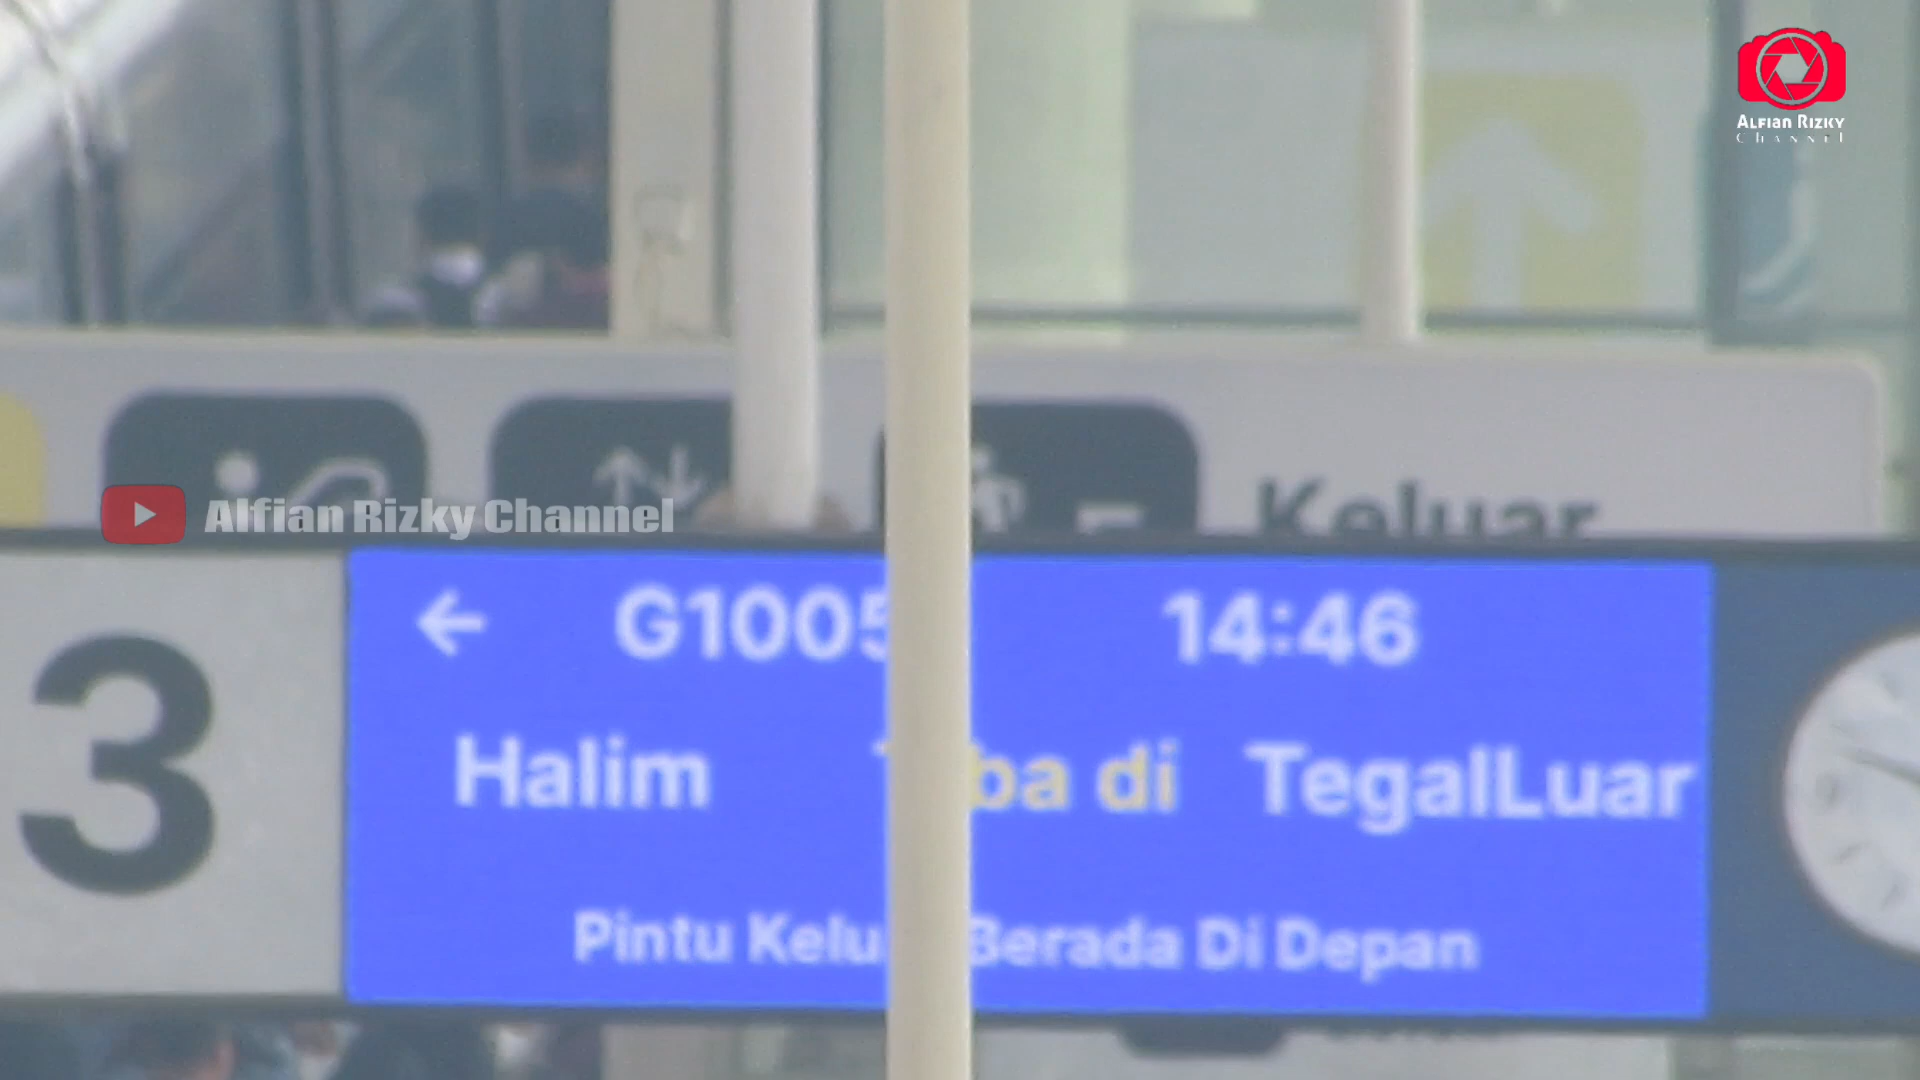 ALFIAN RIZKY
CHANNEL
Keluar
Alfian Rizky Channel
3
← G1005 14:46
Halim ba di TegalLuar
Pintu Kelu Berada Di Depan